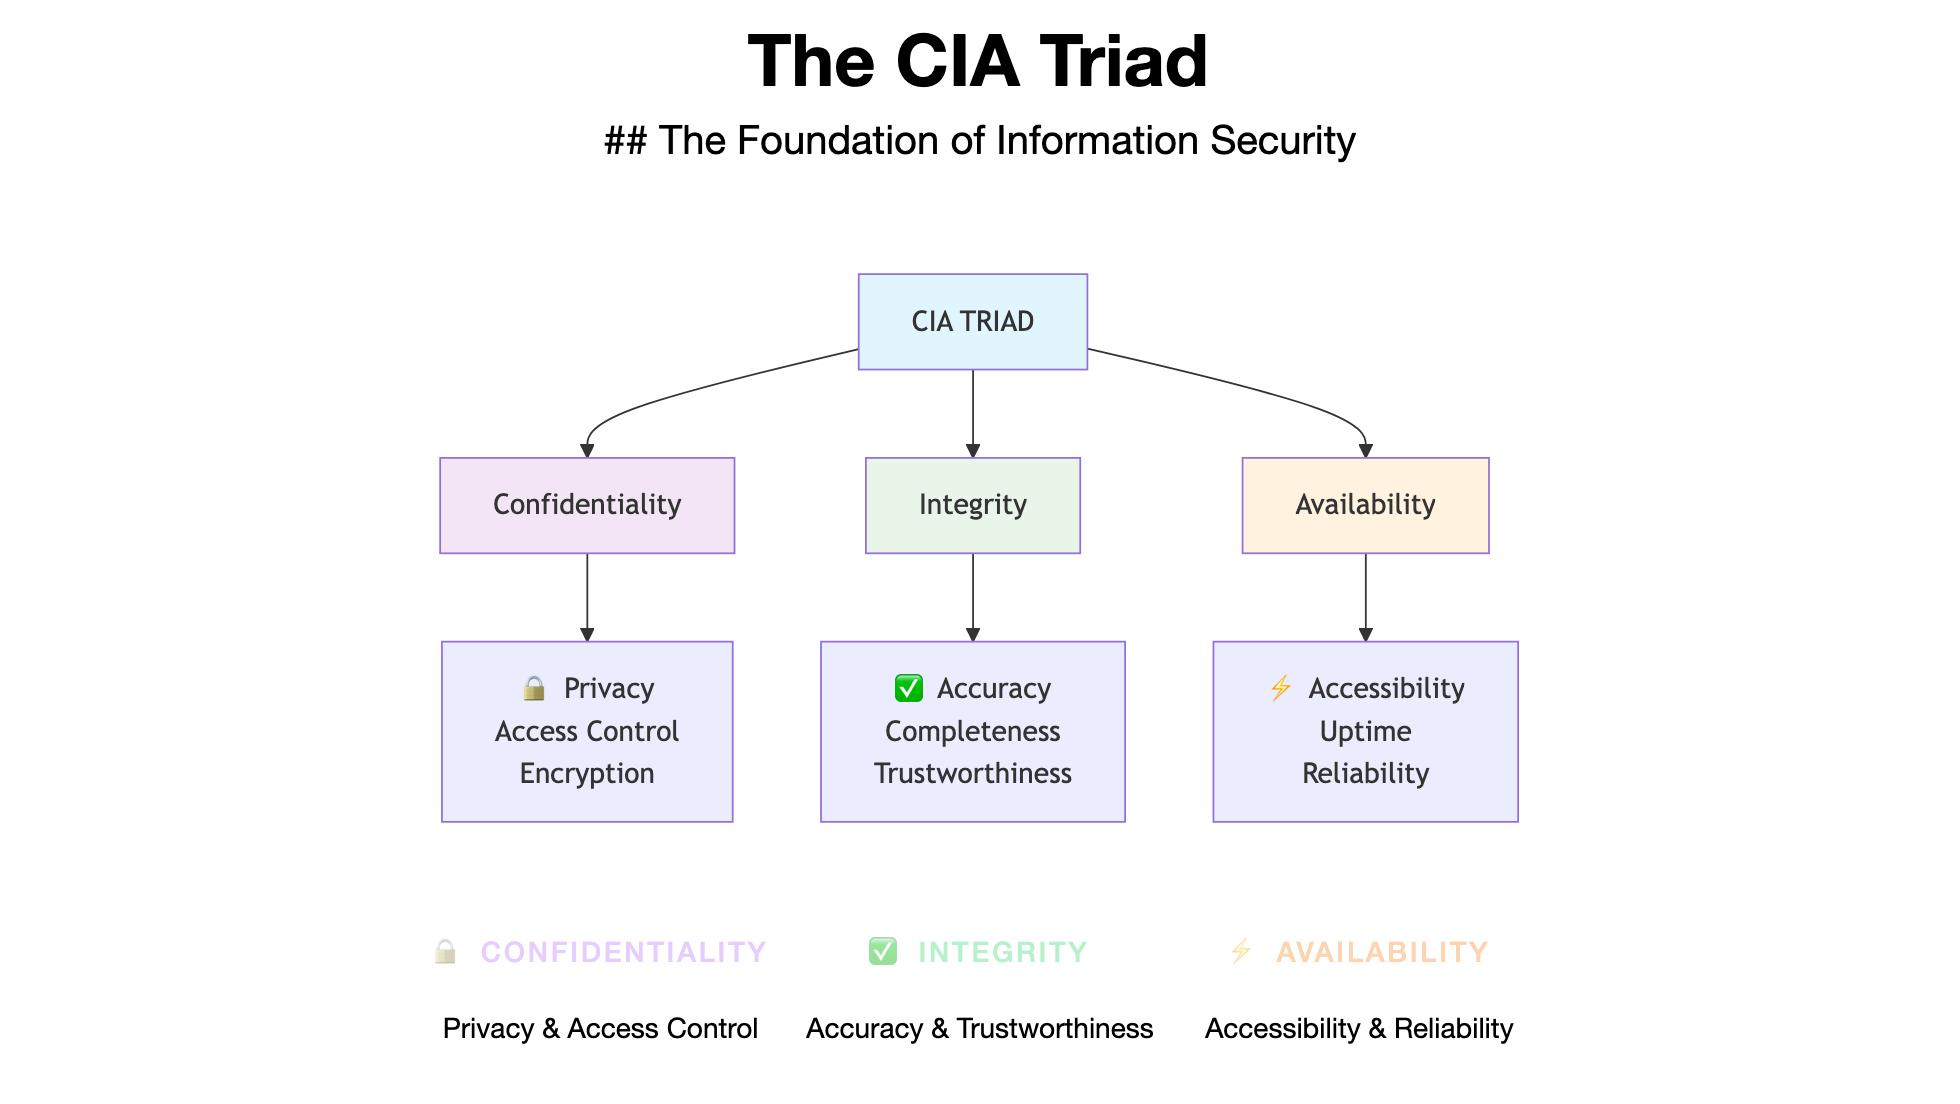 The CIA Triad
## The Foundation of Information Security
CIA TRIAD
Confidentiality
Integrity
Availability
🔒 Privacy
Access Control
Encryption
✅ Accuracy
Completeness
Trustworthiness
⚡ Accessibility
Uptime
Reliability
🔒 CONFIDENTIALITY
✅ INTEGRITY
⚡ AVAILABILITY
Privacy & Access Control
Accuracy & Trustworthiness
Accessibility & Reliability